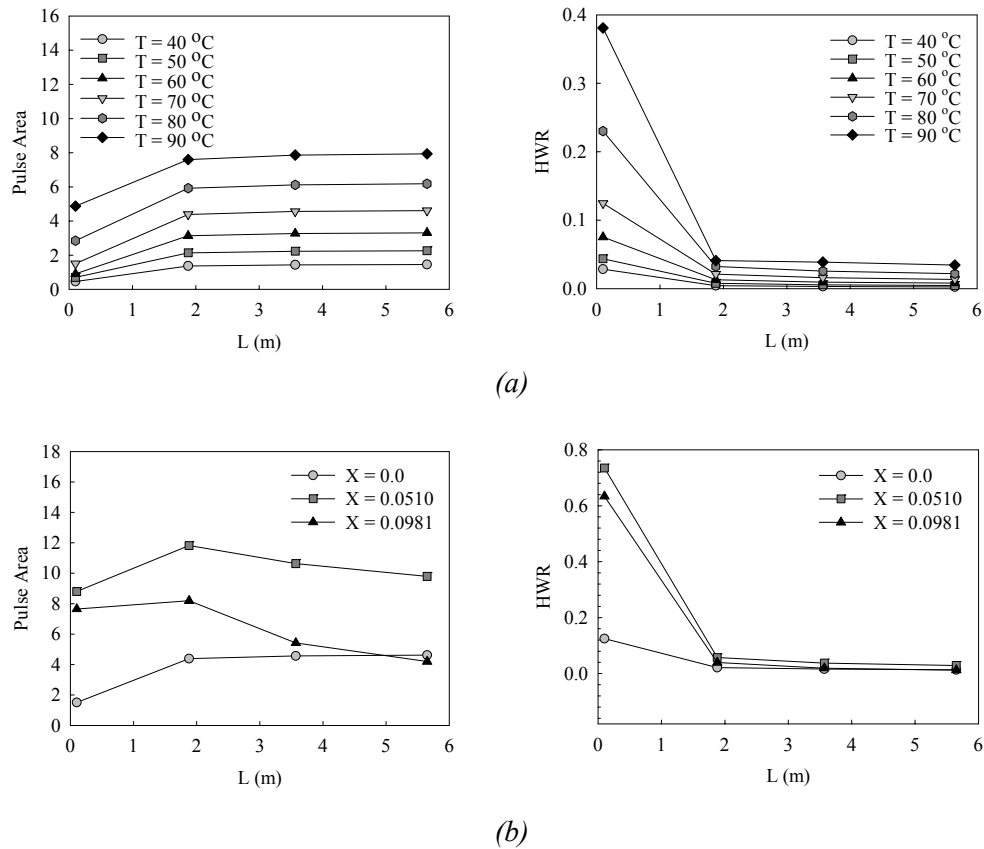 16
14
12
10
8
6
4
2
0
Pulse Area
T = 40 °C
T = 50 °C
T = 60 °C
T = 70 °C
T = 80 °C
T = 90 °C
0 1 2 3 4 5 6
L (m)
0.4
0.3
0.2
0.1
0.0
HWR
T = 40 °C
T = 50 °C
T = 60 °C
T = 70 °C
T = 80 °C
T = 90 °C
0 1 2 3 4 5 6
L (m)
(a)
18
16
14
12
10
8
6
4
2
0
Pulse Area
X = 0.0
X = 0.0510
X = 0.0981
0 1 2 3 4 5 6
L (m)
0.8
0.6
0.4
0.2
0.0
HWR
X = 0.0
X = 0.0510
X = 0.0981
0 1 2 3 4 5 6
L (m)
(b)